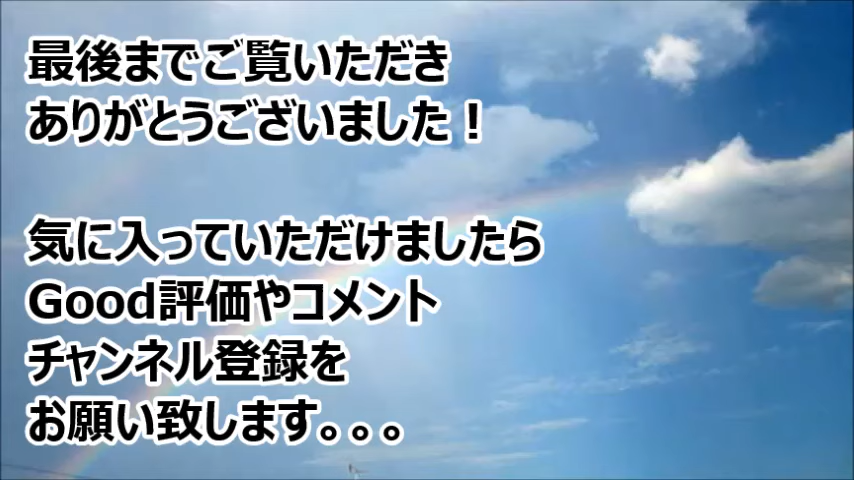 最後までご覧いただき
ありがとうございました！
気に入っていただけましたら
Good評価やコメント
チャンネル登録を
お願い致します。。。